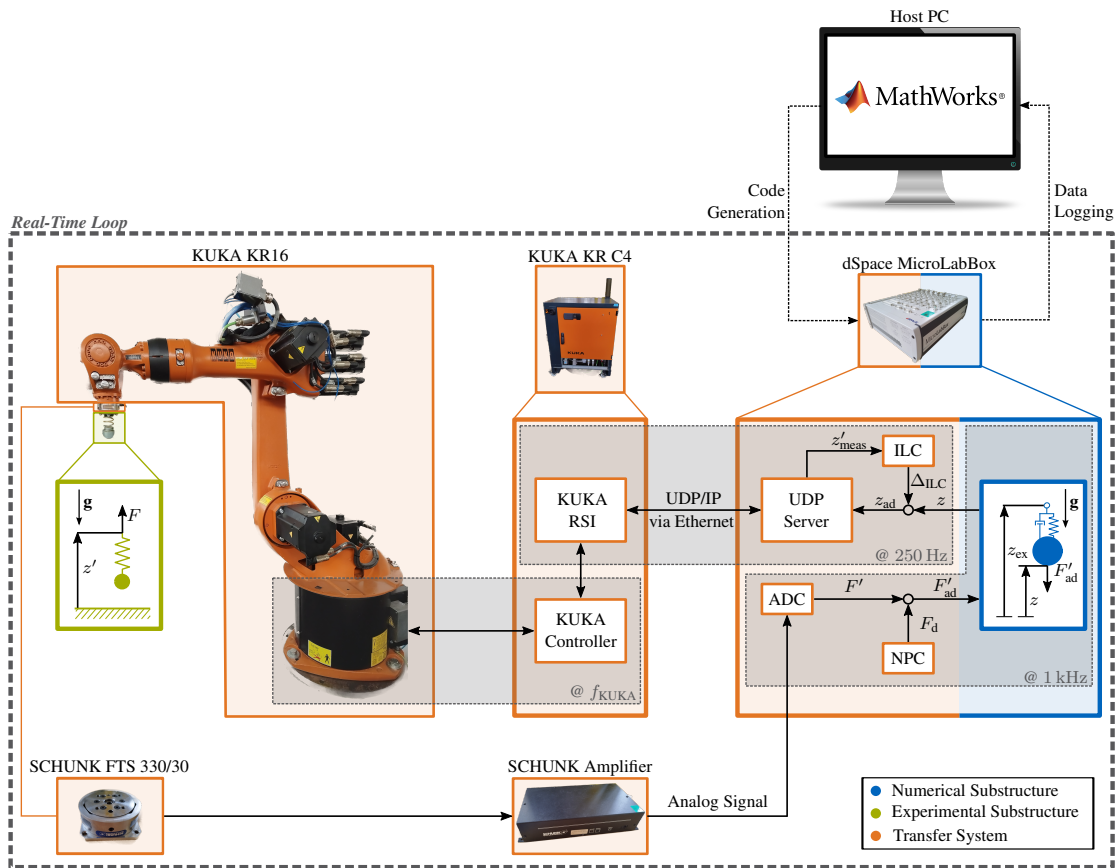 Host PC
MathWorks®
Code
Generation
Data
Logging
Real-Time Loop
KUKA KR16
KUKA KR C4
dSpace MicroLabBox
KUKA
g
F
z′
KUKA
RSI
UDP/IP
via Ethernet
UDP
Server
z′meas
ILC
ΔILC
zad
z
@ 250 Hz
g
zex
F′ad
z
KUKA
Controller
@ fKUKA
ADC
F′
F′ad
Fd
NPC
@ 1 kHz
SCHUNK FTS 330/30
SCHUNK Amplifier
Analog Signal
Numerical Substructure
Experimental Substructure
Transfer System